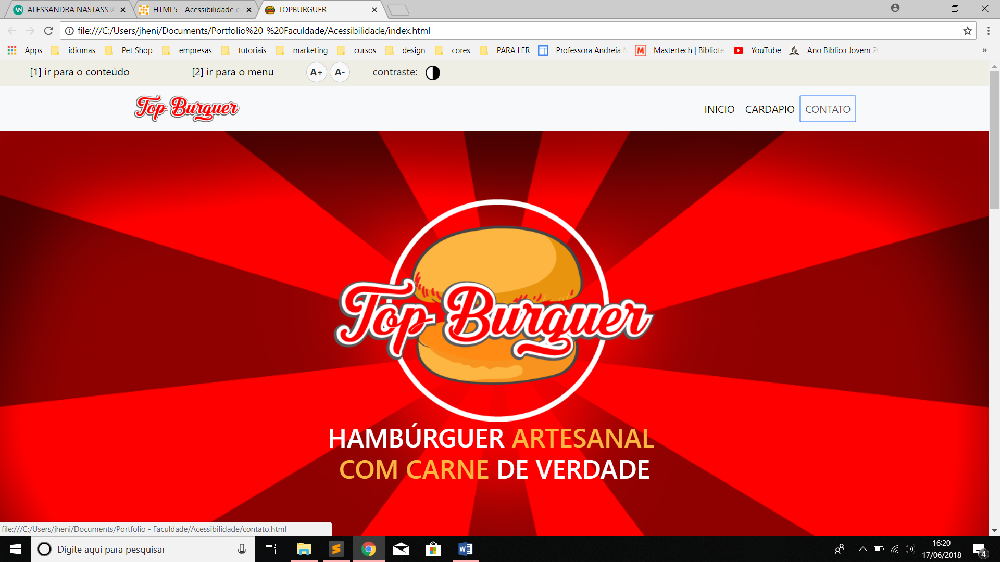 ALESSANDRA NASTASSJA
HTML5 - Acessibilidade c
TOPBURGUER
file:///C:/Users/jheni/Documents/Portfolio%20-%20Faculdade/Acessibilidade/index.html
Apps idiomas Pet Shop empresas tutoriais marketing cursos design cores PARA LER Professora Andreia Mastertech | Bibliote YouTube Ano Bíblico Jovem 20 »
[1] ir para o conteúdo [2] ir para o menu A+ A- contraste:
Top Burguer
INICIO CARDAPIO CONTATO
Top Burguer
HAMBÚRGUER ARTESANAL
COM CARNE DE VERDADE
file:///C:/Users/jheni/Documents/Portfolio - Faculdade/Acessibilidade/contato.html
Digite aqui para pesquisar
16:20
17/06/2018
4